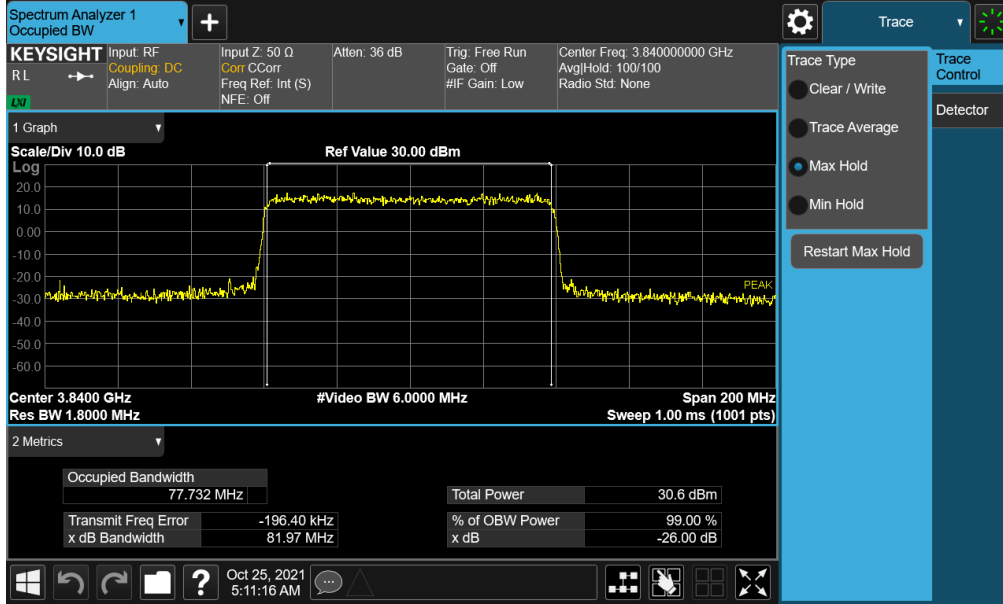 Spectrum Analyzer 1
Occupied BW
Trace
KEYSIGHT
RL
LXI
Input: RF
Coupling: DC
Align: Auto
Input Z: 50 Ω
Corr CCorr
Freq Ref: Int (S)
NFE: Off
Atten: 36 dB
Trig: Free Run
Gate: Off
#IF Gain: Low
Center Freq: 3.840000000 GHz
Avg|Hold: 100/100
Radio Std: None
Trace Type
Clear / Write
Trace Average
Max Hold
Min Hold
Restart Max Hold
Trace
Control
Detector
1 Graph
Scale/Div 10.0 dB
Ref Value 30.00 dBm
Log
20.0
10.0
0.00
-10.0
-20.0
-30.0
-40.0
-50.0
-60.0
PEAK
Center 3.8400 GHz
#Video BW 6.0000 MHz
Span 200 MHz
Res BW 1.8000 MHz
Sweep 1.00 ms (1001 pts)
2 Metrics
Occupied Bandwidth
77.732 MHz
Total Power 30.6 dBm
Transmit Freq Error -196.40 kHz
% of OBW Power 99.00 %
x dB Bandwidth 81.97 MHz
x dB -26.00 dB
?
Oct 25, 2021
5:11:16 AM